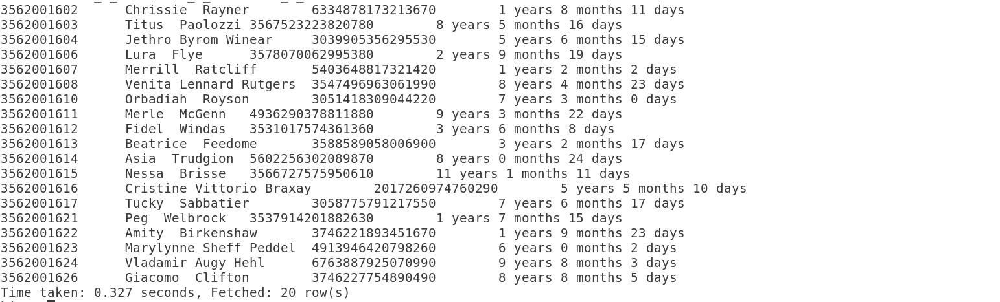 3562001602 Chrissie  Rayner 6334878173213670 1 years 8 months 11 days
3562001603 Titus  Paolozzi 3567523223820780 8 years 5 months 16 days
3562001604 Jethro Byrom Winear 3039905356295530 5 years 6 months 15 days
3562001606 Lura  Flye 3578070062995380 2 years 9 months 19 days
3562001607 Merrill  Ratcliff 5403648817321420 1 years 2 months 2 days
3562001608 Venita Lennard Rutgers 3547496963061990 8 years 4 months 23 days
3562001610 Orbadiah  Royson 3051418309044220 7 years 3 months 0 days
3562001611 Merle  McGenn 4936290378811880 9 years 3 months 22 days
3562001612 Fidel  Windas 3531017574361360 3 years 6 months 8 days
3562001613 Beatrice  Feedome 3588589058006900 3 years 2 months 17 days
3562001614 Asia  Trudgion 5602256302089870 8 years 0 months 24 days
3562001615 Nessa  Brisse 3566727575950610 11 years 1 months 11 days
3562001616 Cristine Vittorio Braxay 2017260974760290 5 years 5 months 10 days
3562001617 Tucky  Sabbatier 3058775791217550 7 years 6 months 17 days
3562001621 Peg  Welbrock 3537914201882630 1 years 7 months 15 days
3562001622 Amity  Birkenshaw 3746221893451670 1 years 9 months 23 days
3562001623 Marylynne Sheff Peddel 4913946420798260 6 years 0 months 2 days
3562001624 Vladamir Augy Hehl 6763887925070990 9 years 8 months 3 days
3562001626 Giacomo  Clifton 3746227754890490 8 years 8 months 5 days
Time taken: 0.327 seconds, Fetched: 20 row(s)